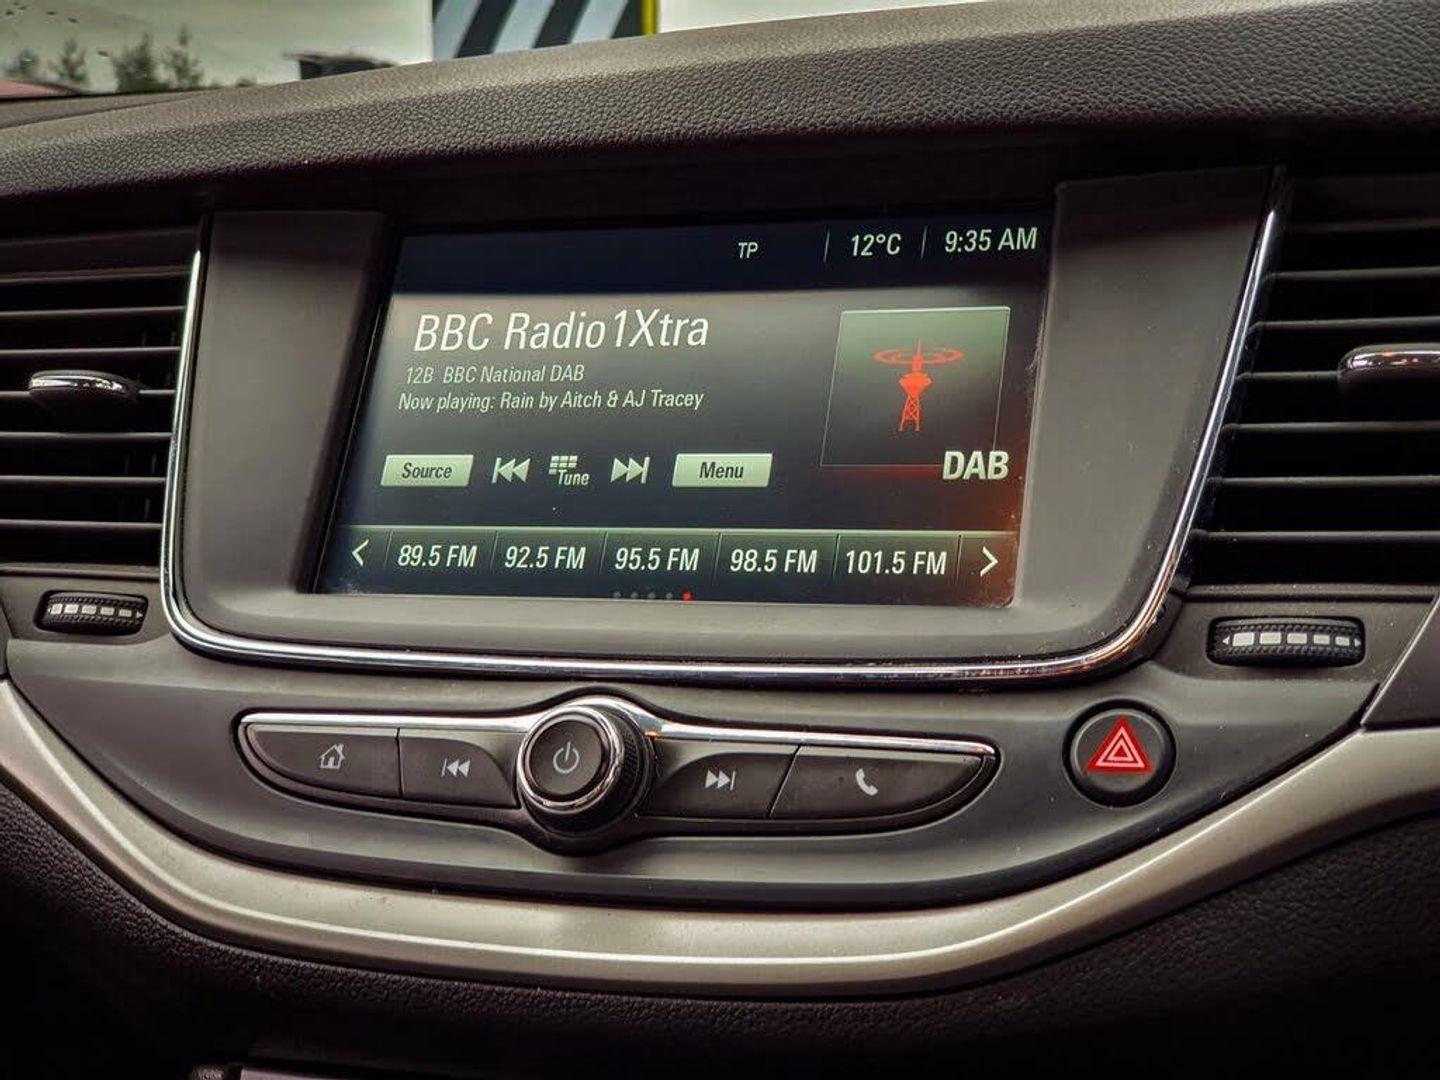 TP 12°C 9:35 AM
BBC Radio 1Xtra
12B BBC National DAB
Now playing: Rain by Aitch & AJ Tracey
Source Tune Menu
DAB
89.5 FM 92.5 FM 95.5 FM 98.5 FM 101.5 FM